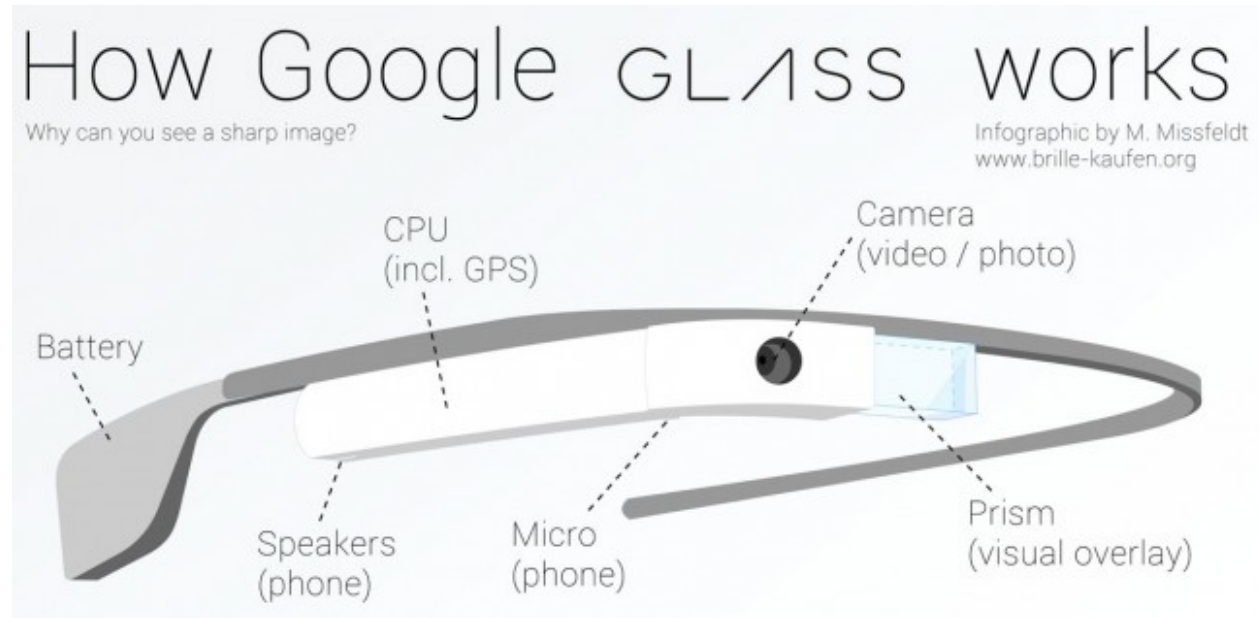 How Google GLASS works
Why can you see a sharp image?
Infographic by M. Missfeldt
www.brille-kaufen.org
Camera
(video / photo)
CPU
(incl. GPS)
Battery
Speakers
(phone)
Micro
(phone)
Prism
(visual overlay)